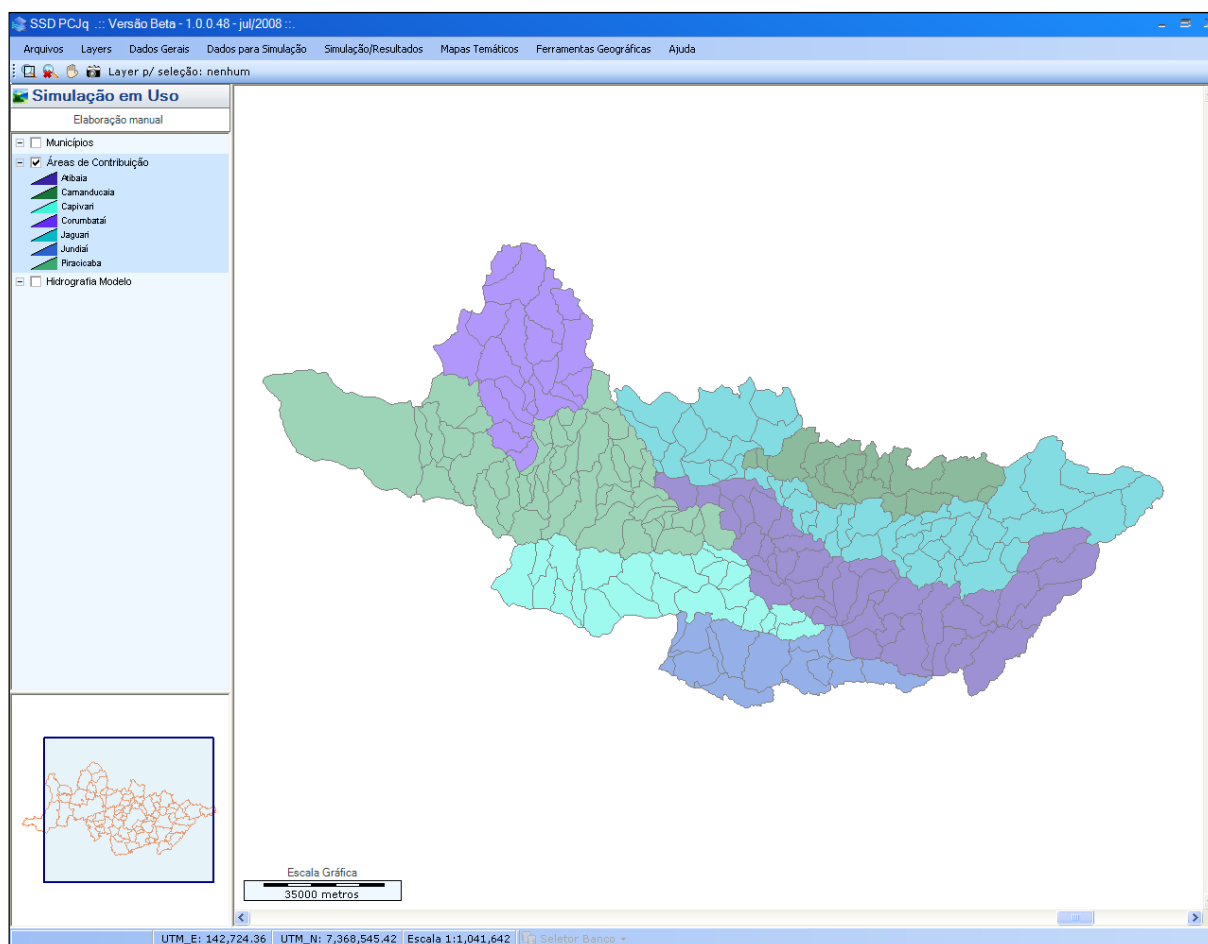 SSD PCJq .:: Versão Beta - 1.0.0.48 - jul/2008 ::.
Arquivos Layers Dados Gerais Dados para Simulação Simulação/Resultados Mapas Temáticos Ferramentas Geográficas Ajuda
Layer p/ seleção: nenhum
Simulação em Uso
Elaboração manual
Municípios
Áreas de Contribuição
Atibaia
Camanducaia
Capivari
Corumbataí
Jaguari
Jundiaí
Piracicaba
Hidrografia Modelo
Escala Gráfica
35000 metros
UTM_E: 142,724.36 UTM_N: 7,368,545.42 Escala 1:1,041,642 Seletor Banco